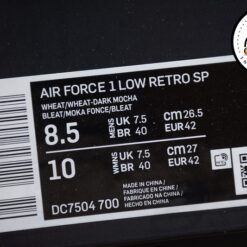 AIR FORCE 1 LOW RETRO SP
WHEAT/WHEAT-DARK MOCHA
BLEAT/MOKA FONCE/BLEAT
8.5 MENS UK 7.5 CM 26.5
BR 40 EUR 42
10 WMNS UK 7.5 CM 27
BR 40 EUR 42
MADE IN CHINA
FABRIQUE EN CHINE
FABRICADO EN CHINA
HECHO EN CHINA
DC7504 700